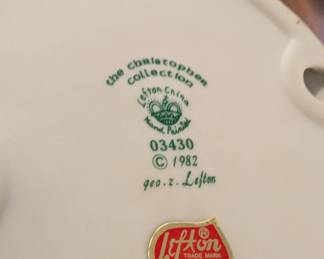 the christopher
collection
Lefton China
Hand Painted
03430
© 1982
geo. z. Lefton
Lefton®
TRADE MARK